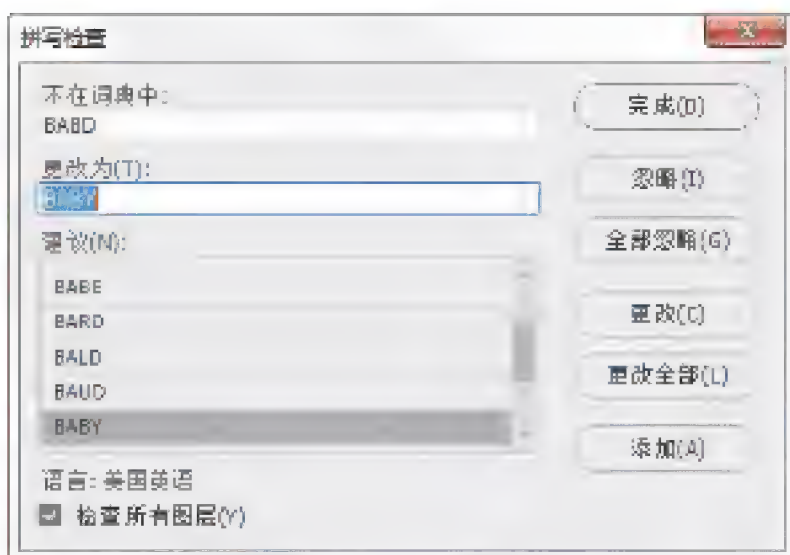 拼写检查
不在词典中:
BABD
更改为(T):
BABY
建议(N):
BABE
BARD
BALD
BAUD
BABY
语言: 美国英语
检查所有图层(Y)
完成(D)
忽略(I)
全部忽略(G)
更改(C)
更改全部(L)
添加(A)